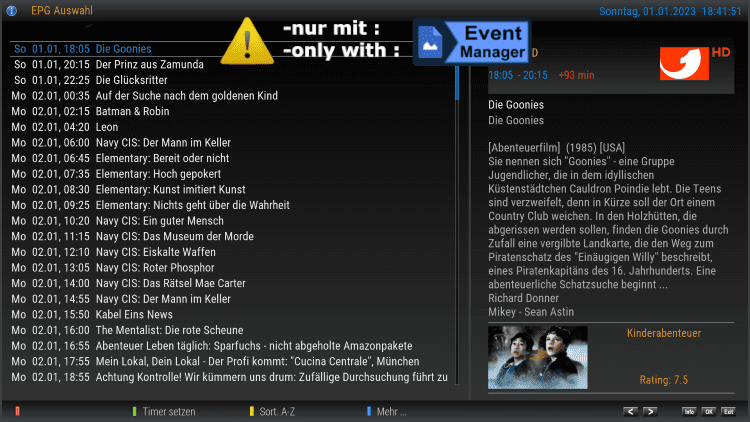 EPG Auswahl
Sonntag, 01.01.2023 18:41:51
-nur mit :
-only with :
Event
Manager
So 01.01, 18:05 Die Goonies
So 01.01, 20:15 Der Prinz aus Zamunda
So 01.01, 22:25 Die Glücksritter
Mo 02.01, 00:35 Auf der Suche nach dem goldenen Kind
Mo 02.01, 02:15 Batman & Robin
Mo 02.01, 04:20 Leon
Mo 02.01, 06:00 Navy CIS: Der Mann im Keller
Mo 02.01, 06:45 Elementary: Bereit oder nicht
Mo 02.01, 07:35 Elementary: Hoch gepokert
Mo 02.01, 08:30 Elementary: Kunst imitiert Kunst
Mo 02.01, 09:25 Elementary: Nichts geht über die Wahrheit
Mo 02.01, 10:20 Navy CIS: Ein guter Mensch
Mo 02.01, 11:15 Navy CIS: Das Museum der Morde
Mo 02.01, 12:10 Navy CIS: Eiskalte Waffen
Mo 02.01, 13:05 Navy CIS: Roter Phosphor
Mo 02.01, 14:00 Navy CIS: Das Rätsel Mae Carter
Mo 02.01, 14:55 Navy CIS: Der Mann im Keller
Mo 02.01, 15:50 Kabel Eins News
Mo 02.01, 16:00 The Mentalist: Die rote Scheune
Mo 02.01, 16:55 Abenteuer Leben täglich: Sparfuchs - nicht abgeholte Amazonpakete
Mo 02.01, 17:55 Mein Lokal, Dein Lokal - Der Profi kommt: "Cucina Centrale", München
Mo 02.01, 18:55 Achtung Kontrolle! Wir kümmern uns drum: Zufällige Durchsuchung führt zu
D
HD
18:05 - 20:15 +93 min
Die Goonies
Die Goonies
[Abenteuerfilm] (1985) [USA]
Sie nennen sich "Goonies" - eine Gruppe
Jugendlicher, die in dem idyllischen
Küstenstädtchen Cauldron Poindie lebt. Die Teens
sind verzweifelt, denn in Kürze soll der Ort einem
Country Club weichen. In den Holzhütten, die
abgerissen werden sollen, finden die Goonies durch
Zufall eine vergilbte Landkarte, die den Weg zum
Piratenschatz des "Einäugigen Willy" beschreibt,
eines Piratenkapitäns des 16. Jahrhunderts. Eine
abenteuerliche Schatzsuche beginnt ...
Richard Donner
Mikey - Sean Astin
Kinderabenteuer
Rating: 7.5
Timer setzen
Sort. A-Z
Mehr ...
< >
Info OK Exit